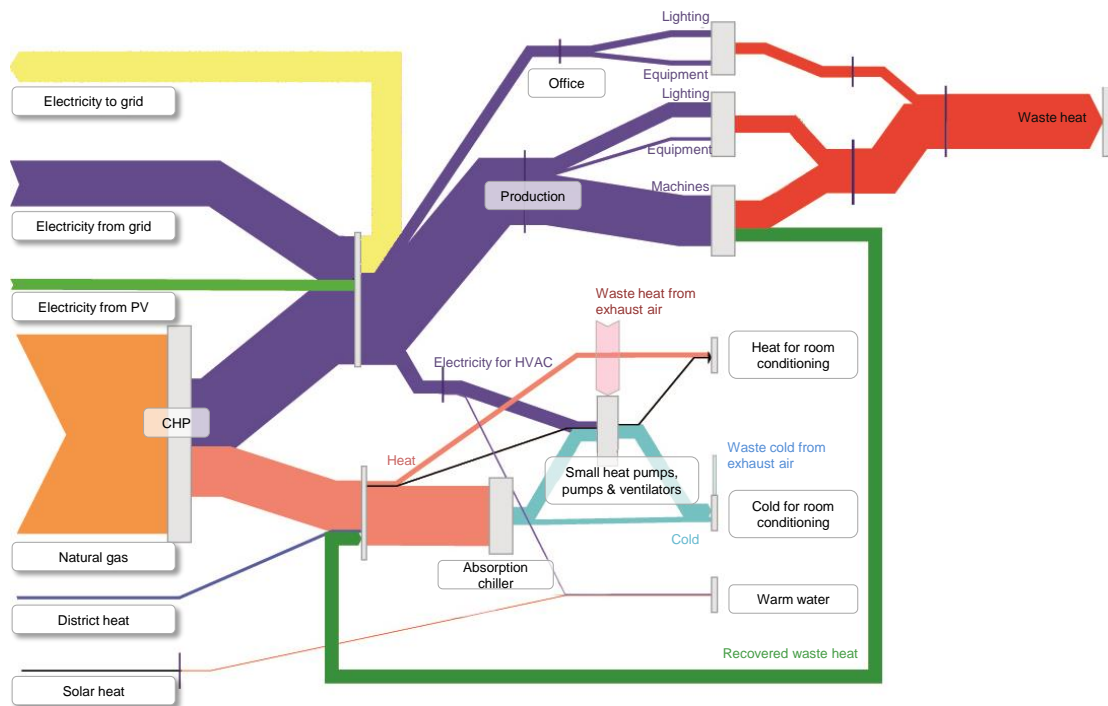 Lighting
Equipment
Office
Electricity to grid
Lighting
Equipment
Waste heat
Machines
Production
Electricity from grid
Electricity from PV
Waste heat from
exhaust air
Heat for room
conditioning
Electricity for HVAC
CHP
Heat
Small heat pumps,
pumps & ventilators
Waste cold from
exhaust air
Cold for room
conditioning
Cold
Natural gas
Absorption
chiller
District heat
Warm water
Recovered waste heat
Solar heat